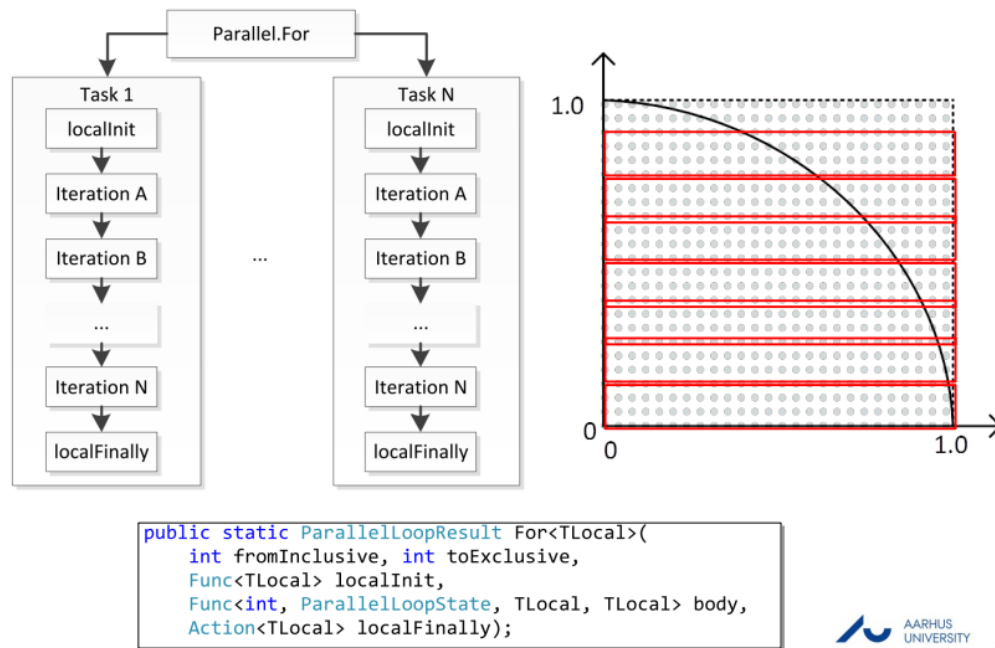 Parallel.For
Task 1
localInit
Iteration A
Iteration B
...
Iteration N
localFinally
...
Task N
localInit
Iteration A
Iteration B
...
Iteration N
localFinally
1.0
0
0
1.0
public static ParallelLoopResult For<TLocal>(
int fromInclusive, int toExclusive,
Func<TLocal> localInit,
Func<int, ParallelLoopState, TLocal, TLocal> body,
Action<TLocal> localFinally);
AARHUS
UNIVERSITY